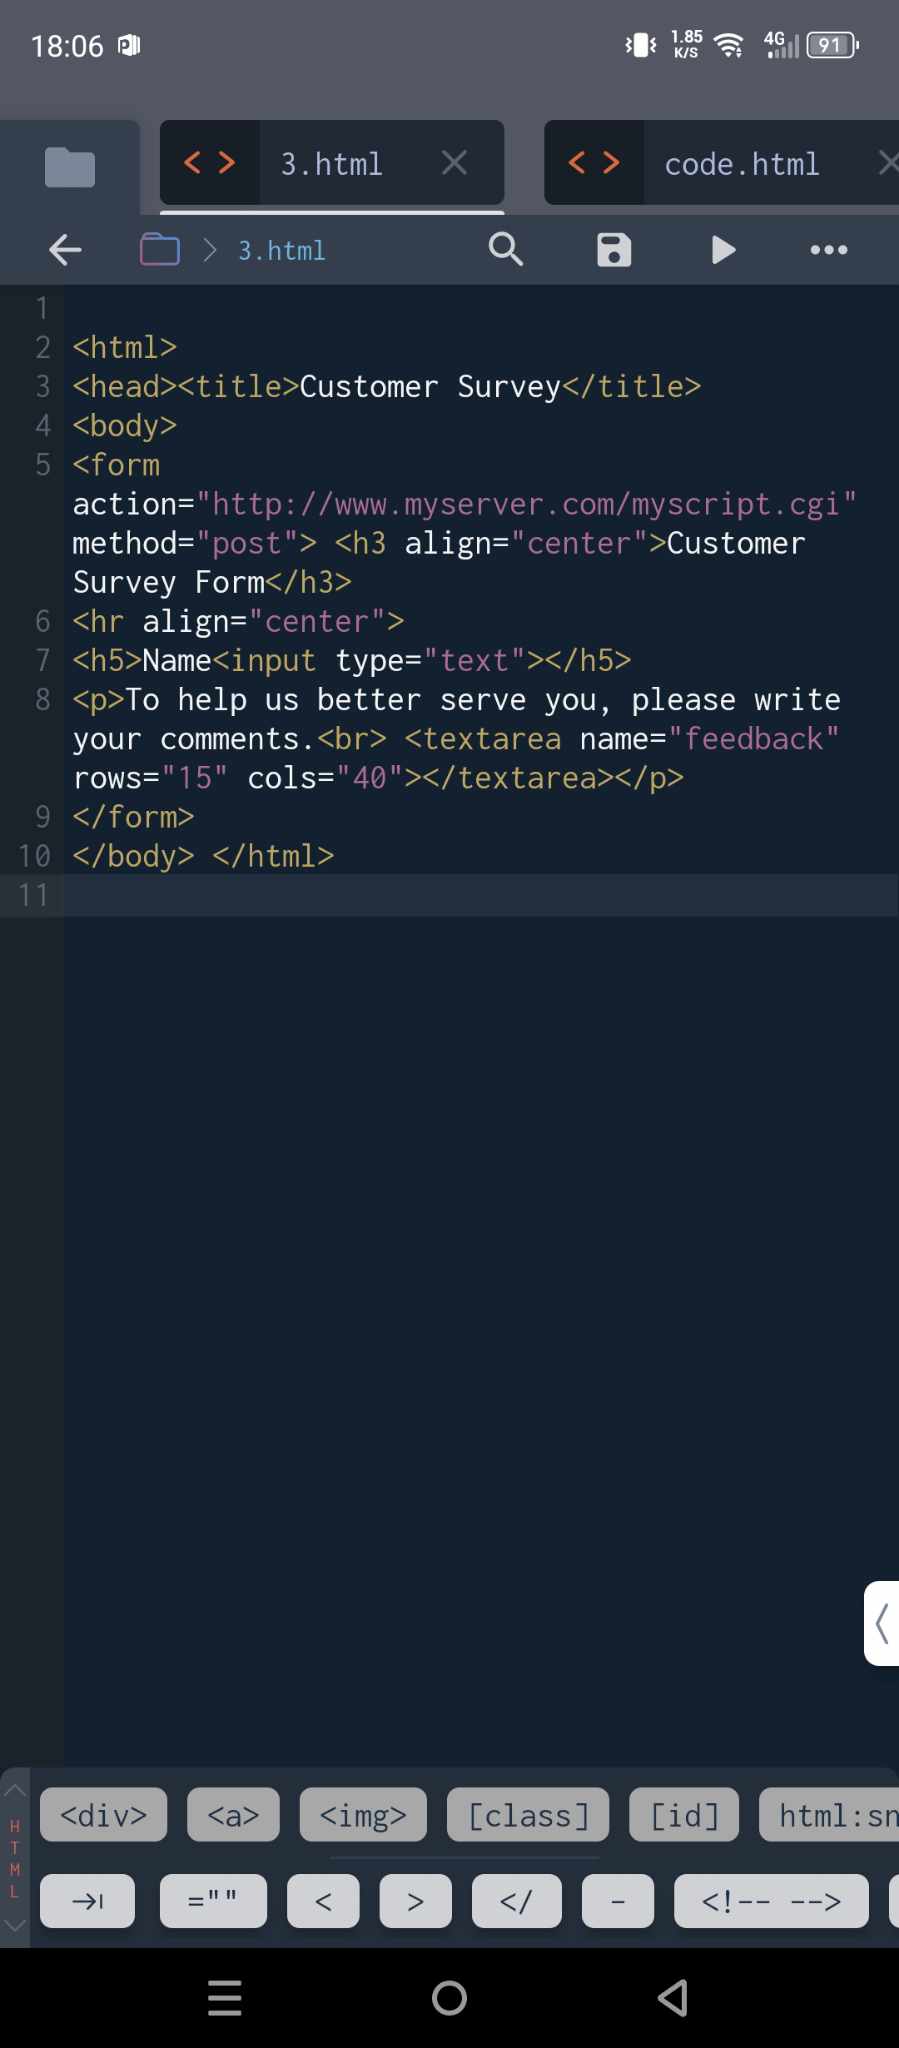 18:06 1.85 K/S 4G 91
3.html code.html
3.html
1
2 <html>
3 <head><title>Customer Survey</title>
4 <body>
5 <form
action="http://www.myserver.com/myscript.cgi"
method="post"> <h3 align="center">Customer
Survey Form</h3>
6 <hr align="center">
7 <h5>Name<input type="text"></h5>
8 <p>To help us better serve you, please write
your comments.<br> <textarea name="feedback"
rows="15" cols="40"></textarea></p>
9 </form>
10 </body> </html>
11
HTML
<div> <a> <img> [class] [id] html:sn
="" < > </ - <!-- -->